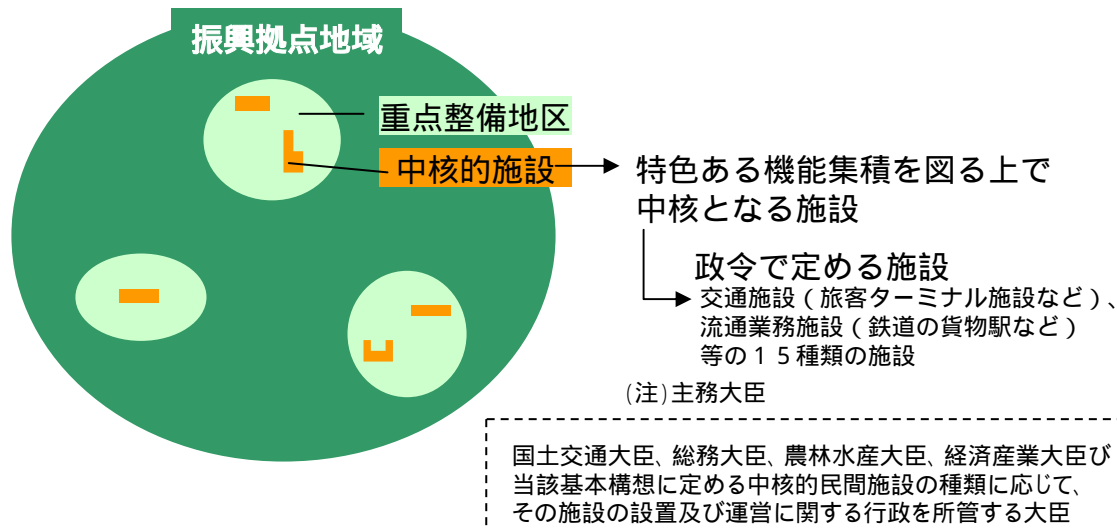 振興拠点地域
重点整備地区
中核的施設
特色ある機能集積を図る上で
中核となる施設
政令で定める施設
交通施設(旅客ターミナル施設など)、
流通業務施設(鉄道の貨物駅など)
等の15種類の施設
(注)主務大臣
国土交通大臣、総務大臣、農林水産大臣、経済産業大臣び
当該基本構想に定める中核的民間施設の種類に応じて、
その施設の設置及び運営に関する行政を所管する大臣